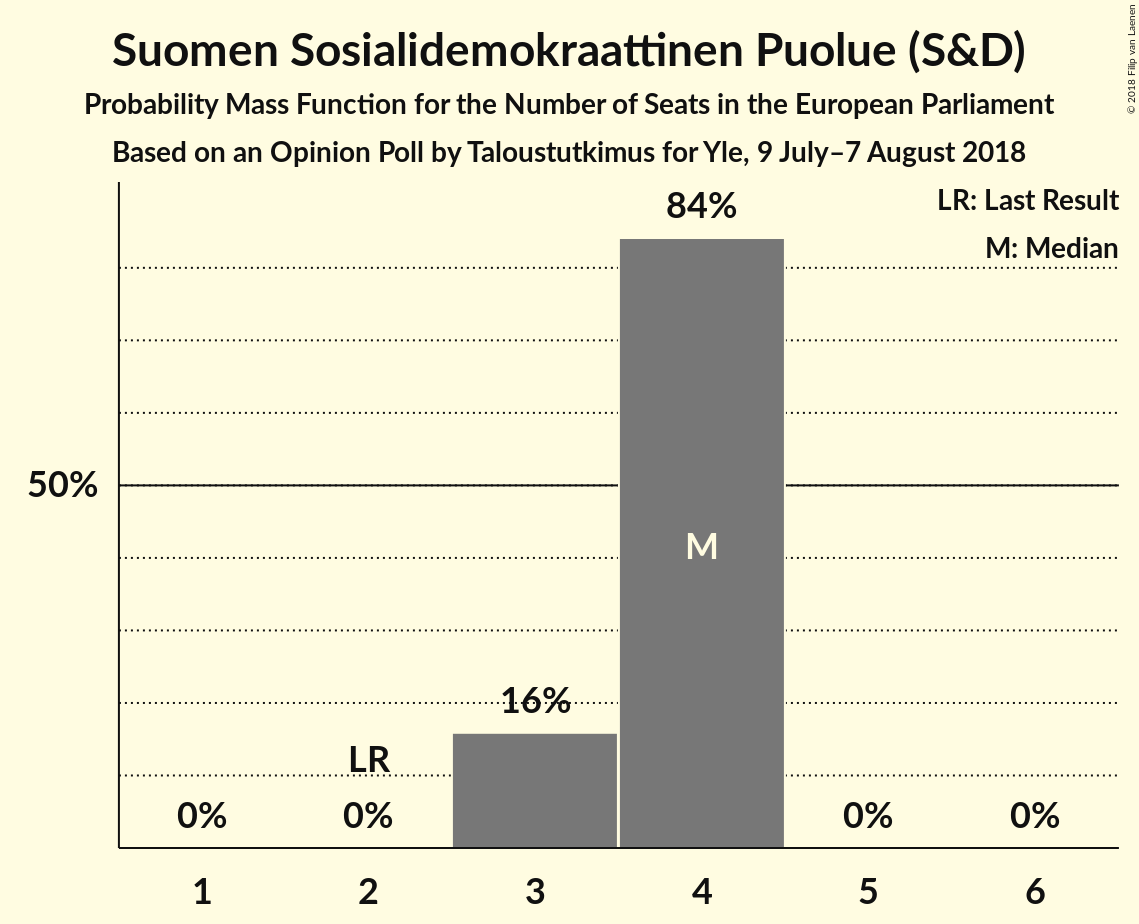 Suomen Sosialidemokraattinen Puolue (S&D)
Probability Mass Function for the Number of Seats in the European Parliament
Based on an Opinion Poll by Taloustutkimus for Yle, 9 July–7 August 2018
© 2018 Filip van Laenen
LR: Last Result
M: Median
84%
50%
M
16%
LR
0% 0% 0% 0%
1 2 3 4 5 6